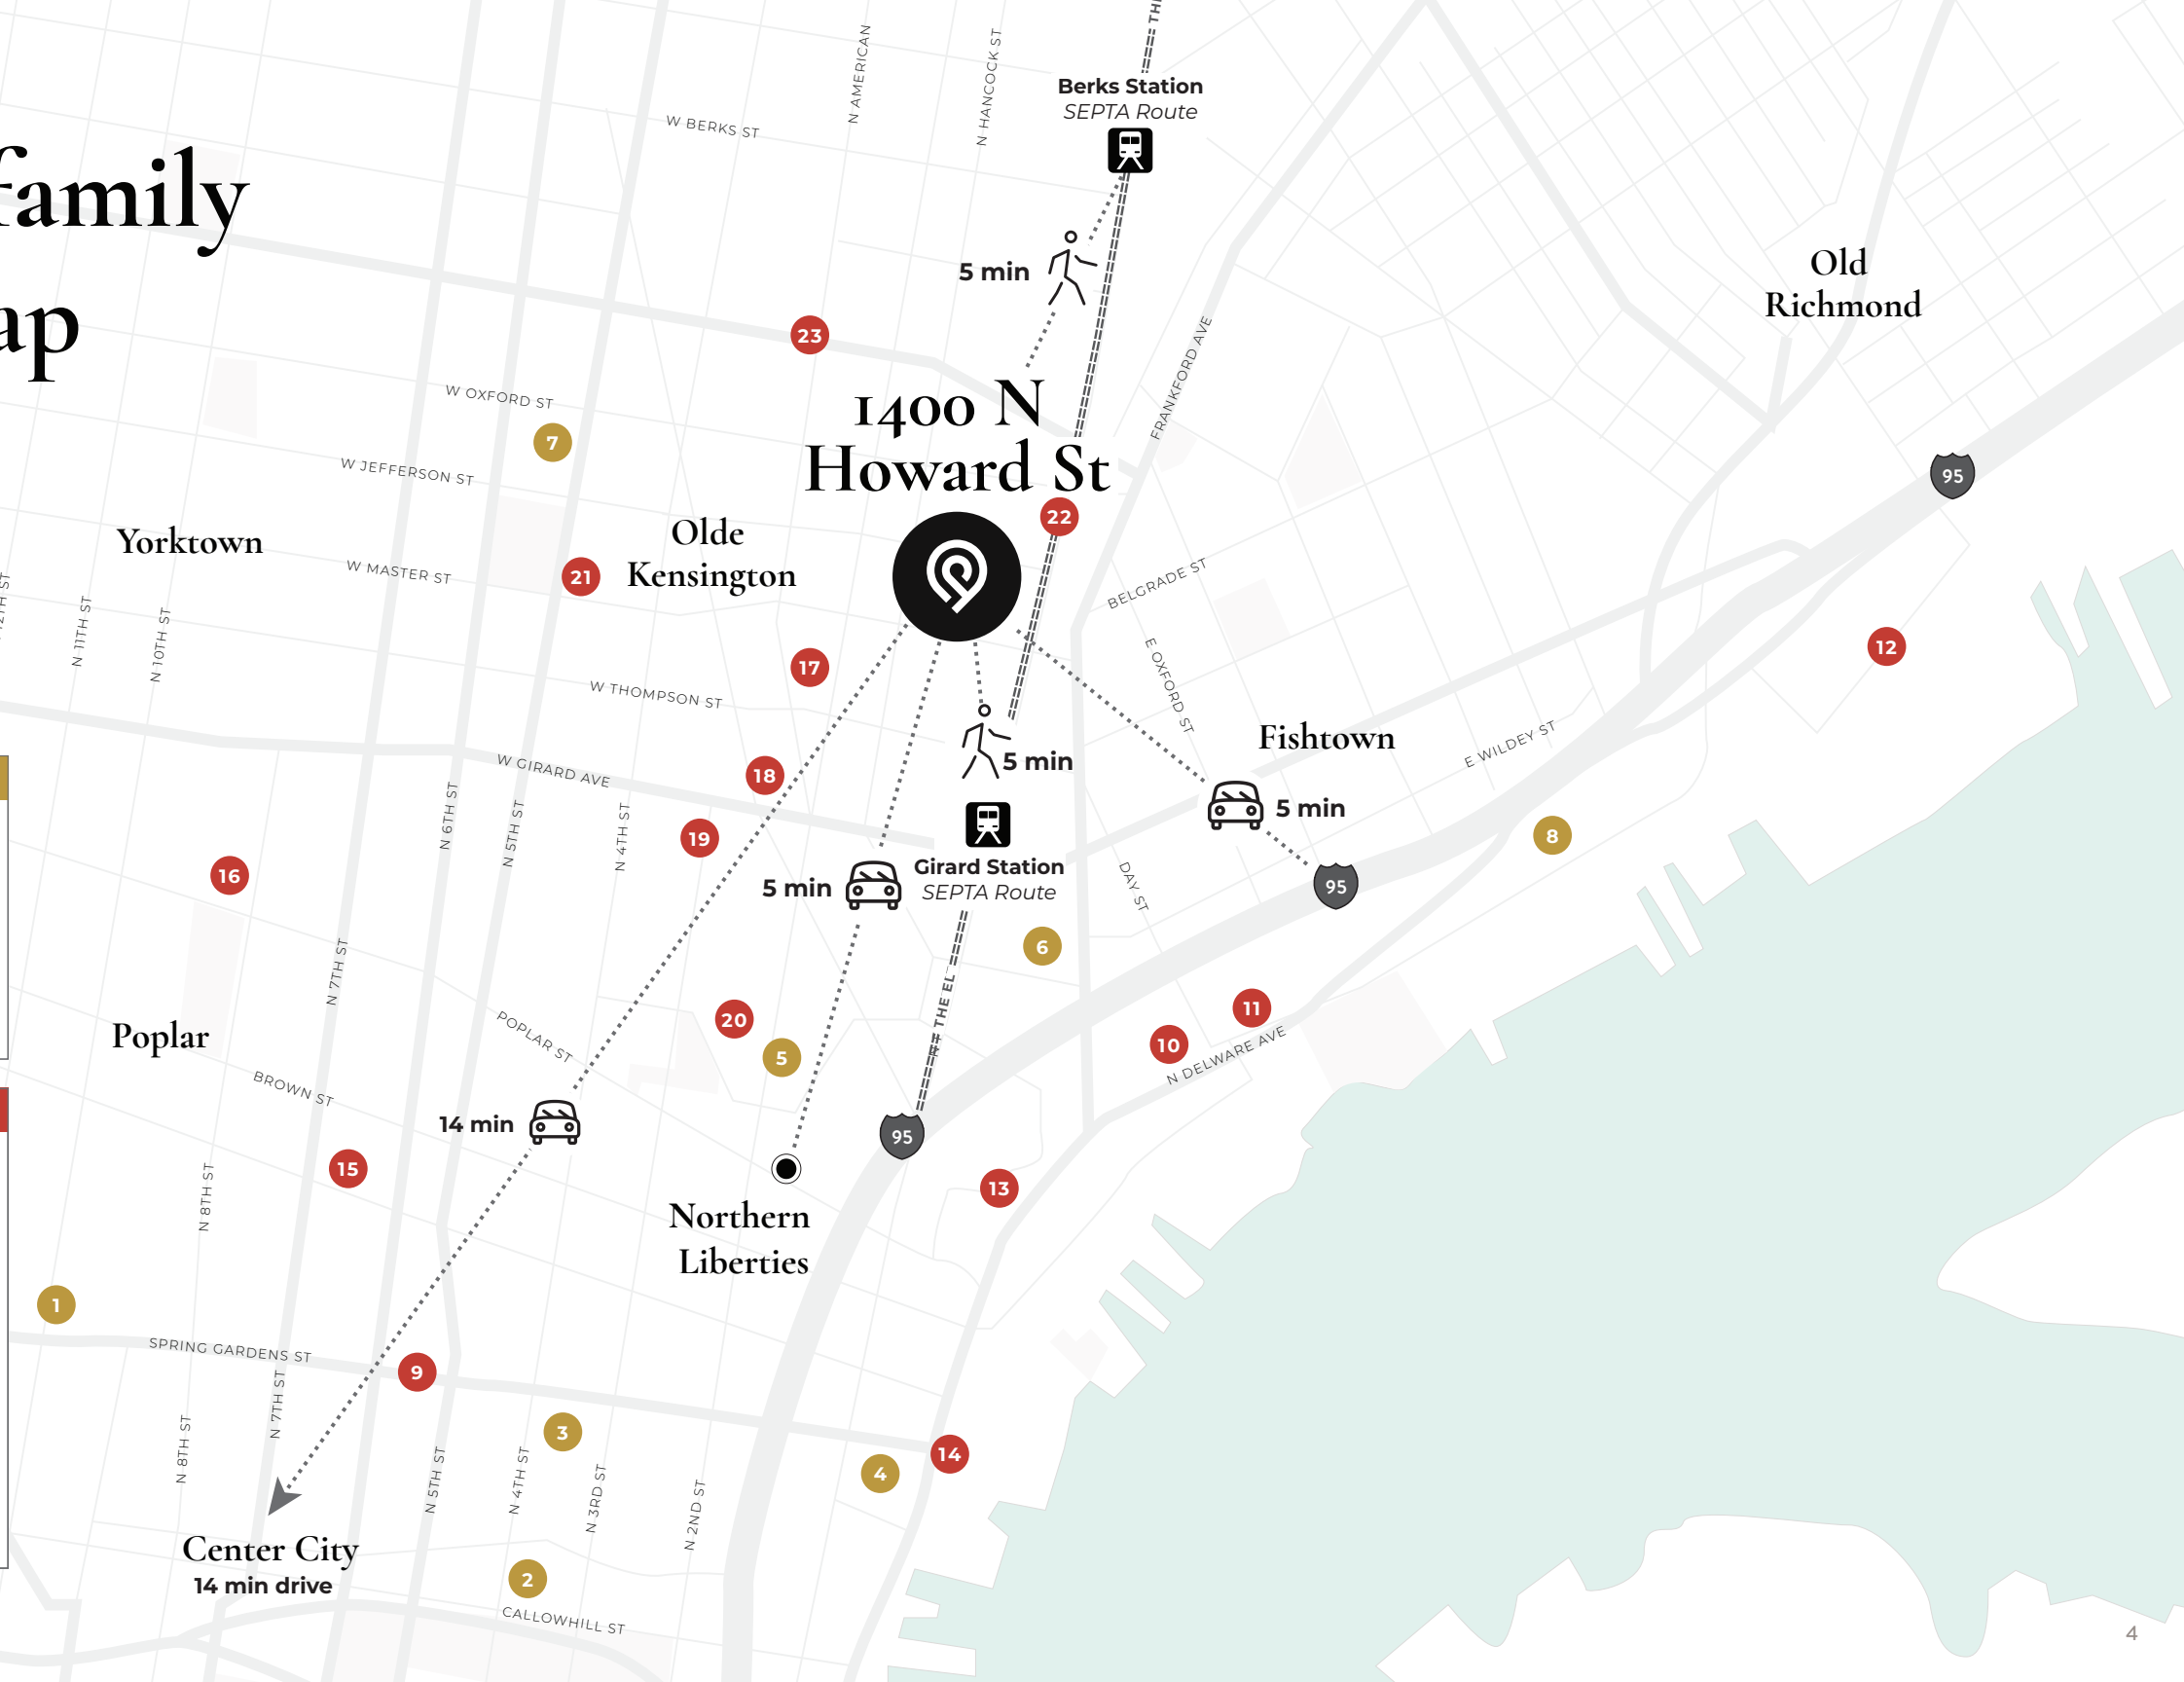 family
ap
THE
Berks Station
SEPTA Route
N AMERICAN
N HANCOCK ST
W BERKS ST
5 min
Old
Richmond
23
FRANKFORD AVE
W OXFORD ST
7
1400 N
Howard St
W JEFFERSON ST
95
22
Yorktown
Olde
Kensington
W MASTER ST
21
BELGRADE ST
12TH ST
N 11TH ST
N 10TH ST
E OXFORD ST
12
17
W THOMPSON ST
Fishtown
E WILDEY ST
5 min
W GIRARD AVE
18
5 min
N 6TH ST
N 5TH ST
N 4TH ST
19
8
16
Girard Station
SEPTA Route
5 min
DAY ST
95
6
N 7TH ST
THE EL
20
5
11
10
N DELWARE AVE
Poplar
POPLAR ST
BROWN ST
14 min
95
15
N 8TH ST
13
Northern
Liberties
1
SPRING GARDENS ST
9
N 7TH ST
3
N 8TH ST
14
4
N 5TH ST
N 4TH ST
N 3RD ST
N 2ND ST
Center City
14 min drive
2
CALLOWHILL ST
4